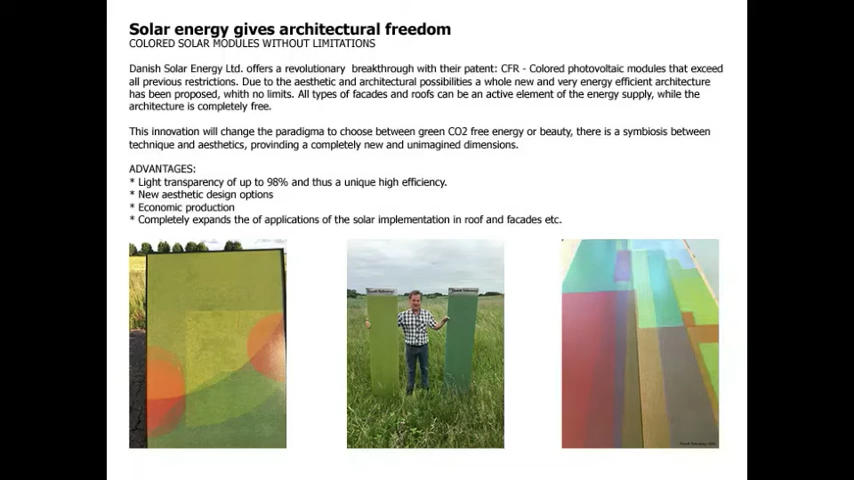 Solar energy gives architectural freedom
COLORED SOLAR MODULES WITHOUT LIMITATIONS
Danish Solar Energy Ltd. offers a revolutionary breakthrough with their patent: CFR - Colored photovoltaic modules that exceed
all previous restrictions. Due to the aesthetic and architectural possibilities a whole new and very energy efficient architecture
has been proposed, whith no limits. All types of facades and roofs can be an active element of the energy supply, while the
architecture is completely free.
This innovation will change the paradigma to choose between green CO2 free energy or beauty, there is a symbiosis between
technique and aesthetics, provinding a completely new and unimagined dimensions.
ADVANTAGES:
* Light transparency of up to 98% and thus a unique high efficiency.
* New aesthetic design options
* Economic production
* Completely expands the of applications of the solar implementation in roof and facades etc.